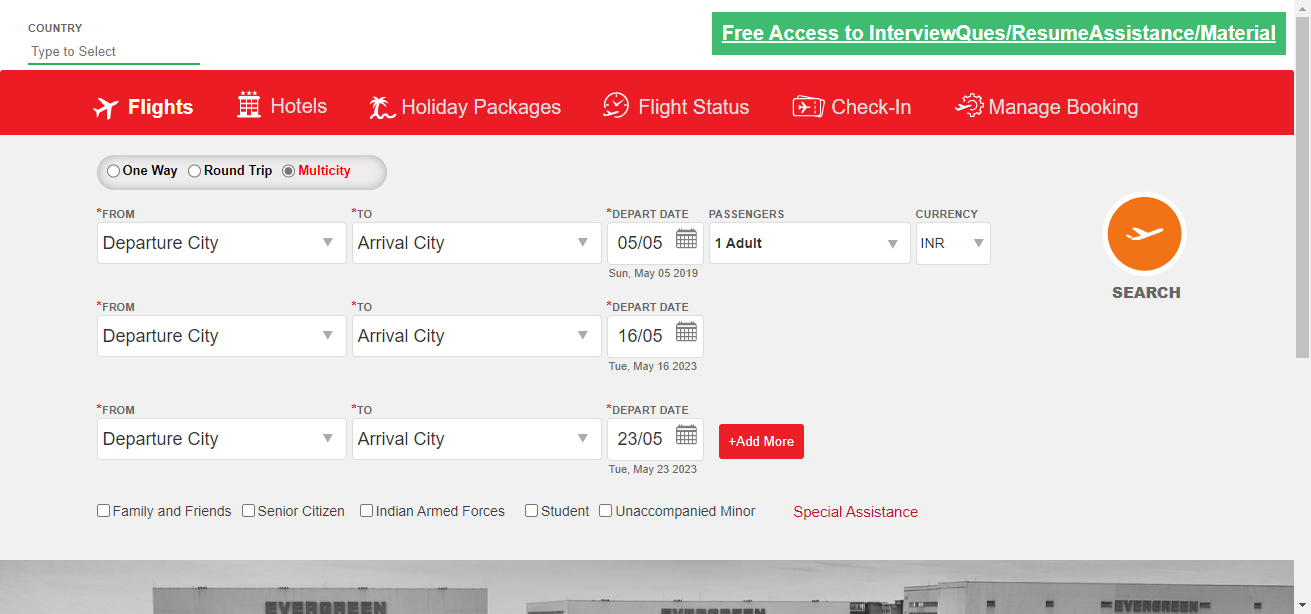 COUNTRY
Type to Select
Free Access to InterviewQues/ResumeAssistance/Material
Flights Hotels Holiday Packages Flight Status Check-In Manage Booking
One Way Round Trip Multicity
*FROM *TO *DEPART DATE PASSENGERS CURRENCY
Departure City Arrival City 05/05 1 Adult INR
Sun, May 05 2019
SEARCH
*FROM *TO *DEPART DATE
Departure City Arrival City 16/05
Tue, May 16 2023
*FROM *TO *DEPART DATE
Departure City Arrival City 23/05 +Add More
Tue, May 23 2023
Family and Friends Senior Citizen Indian Armed Forces Student Unaccompanied Minor Special Assistance
EVERGREEN EVERGREEN EVERGREEN